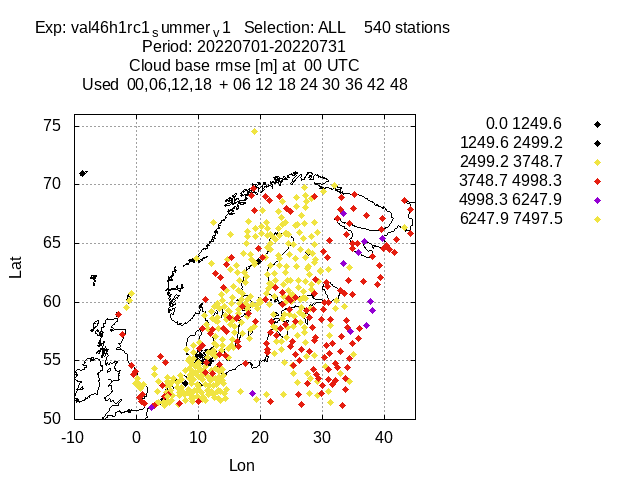 Exp: val46h1rc1summerv1 Selection: ALL 540 stations
Period: 20220701-20220731
Cloud base rmse [m] at 00 UTC
Used 00,06,12,18 + 06 12 18 24 30 36 42 48
0.0 1249.6
1249.6 2499.2
2499.2 3748.7
3748.7 4998.3
4998.3 6247.9
6247.9 7497.5
75
70
65
60
55
50
Lat
-10 0 10 20 30 40
Lon